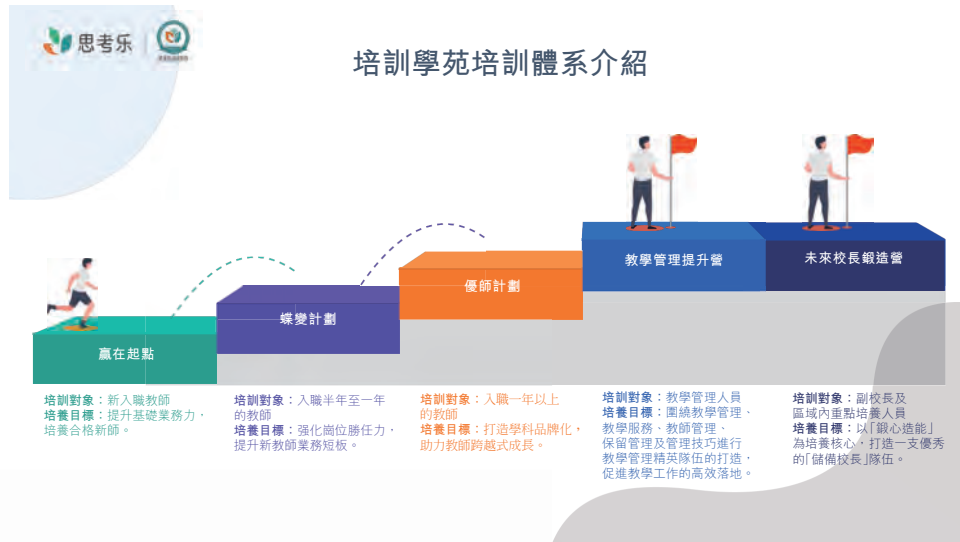 思考乐
培訓學苑培訓體系介紹
贏在起點
蝶變計劃
優師計劃
教學管理提升營
未來校長鍛造營
培訓對象：新入職教師
培養目標：提升基礎業務力，
培養合格新師。
培訓對象：入職半年至一年
的教師
培養目標：强化崗位勝任力，
提升新教師業務短板。
培訓對象：入職一年以上
的教師
培養目標：打造學科品牌化，
助力教師跨越式成長。
培訓對象：教學管理人員
培養目標：圍繞教學管理、
教學服務、教師管理、
保留管理及管理技巧進行
教學管理精英隊伍的打造，
促進教學工作的高效落地。
培訓對象：副校長及
區域內重點培養人員
培養目標：以「鍛心造能」
為培養核心，打造一支優秀
的「儲備校長」隊伍。